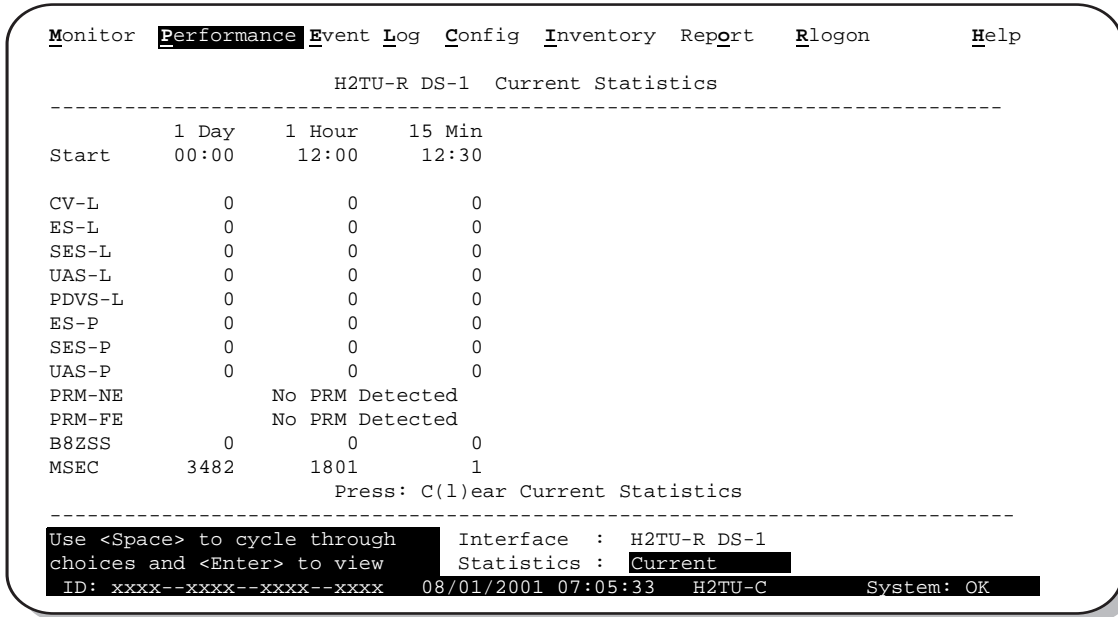 Monitor Performance Event Log Config Inventory Report Rlogon Help
H2TU-R DS-1 Current Statistics
--------------------------------------------------------------------------------
1 Day 1 Hour 15 Min
Start 00:00 12:00 12:30
CV-L 0 0 0
ES-L 0 0 0
SES-L 0 0 0
UAS-L 0 0 0
PDVS-L 0 0 0
ES-P 0 0 0
SES-P 0 0 0
UAS-P 0 0 0
PRM-NE No PRM Detected
PRM-FE No PRM Detected
B8ZSS 0 0 0
MSEC 3482 1801 1
Press: C(l)ear Current Statistics
--------------------------------------------------------------------------------
Use <Space> to cycle through Interface : H2TU-R DS-1
choices and <Enter> to view Statistics : Current
ID: xxxx--xxxx--xxxx--xxxx 08/01/2001 07:05:33 H2TU-C System: OK